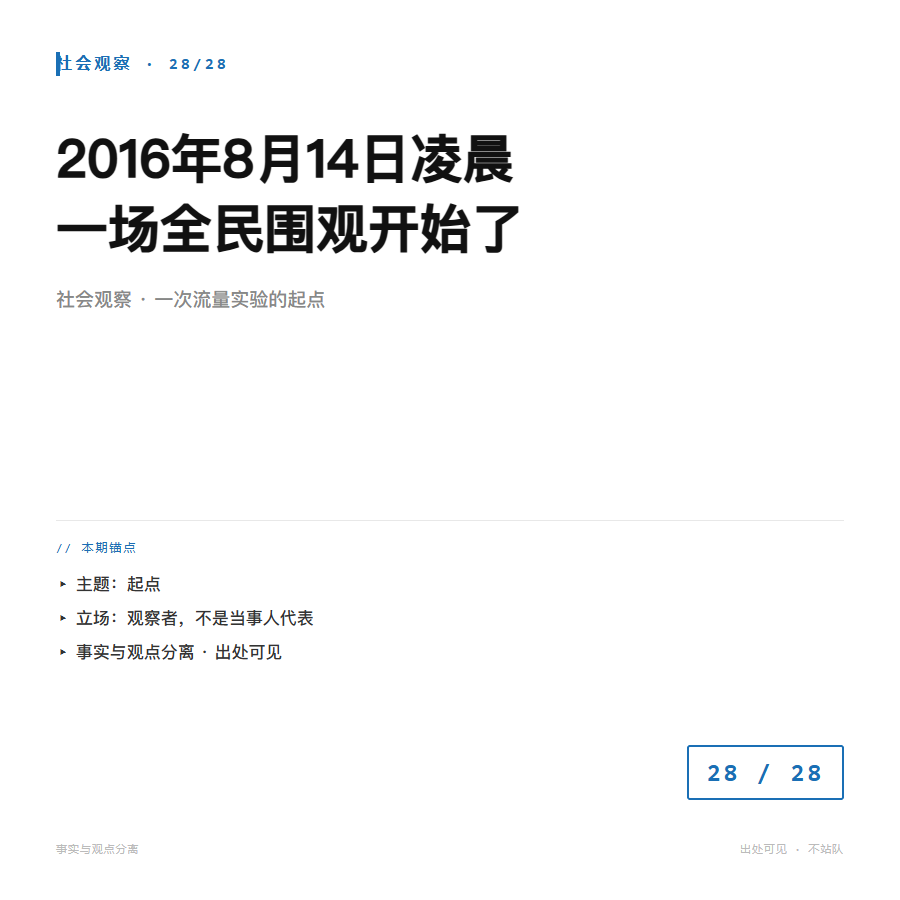 社会观察 · 28/28
2016年8月14日凌晨
一场全民围观开始了
社会观察 · 一次流量实验的起点
// 本期锚点
▸ 主题：起点
▸ 立场：观察者，不是当事人代表
▸ 事实与观点分离 · 出处可见
28 / 28
事实与观点分离
出处可见 · 不站队